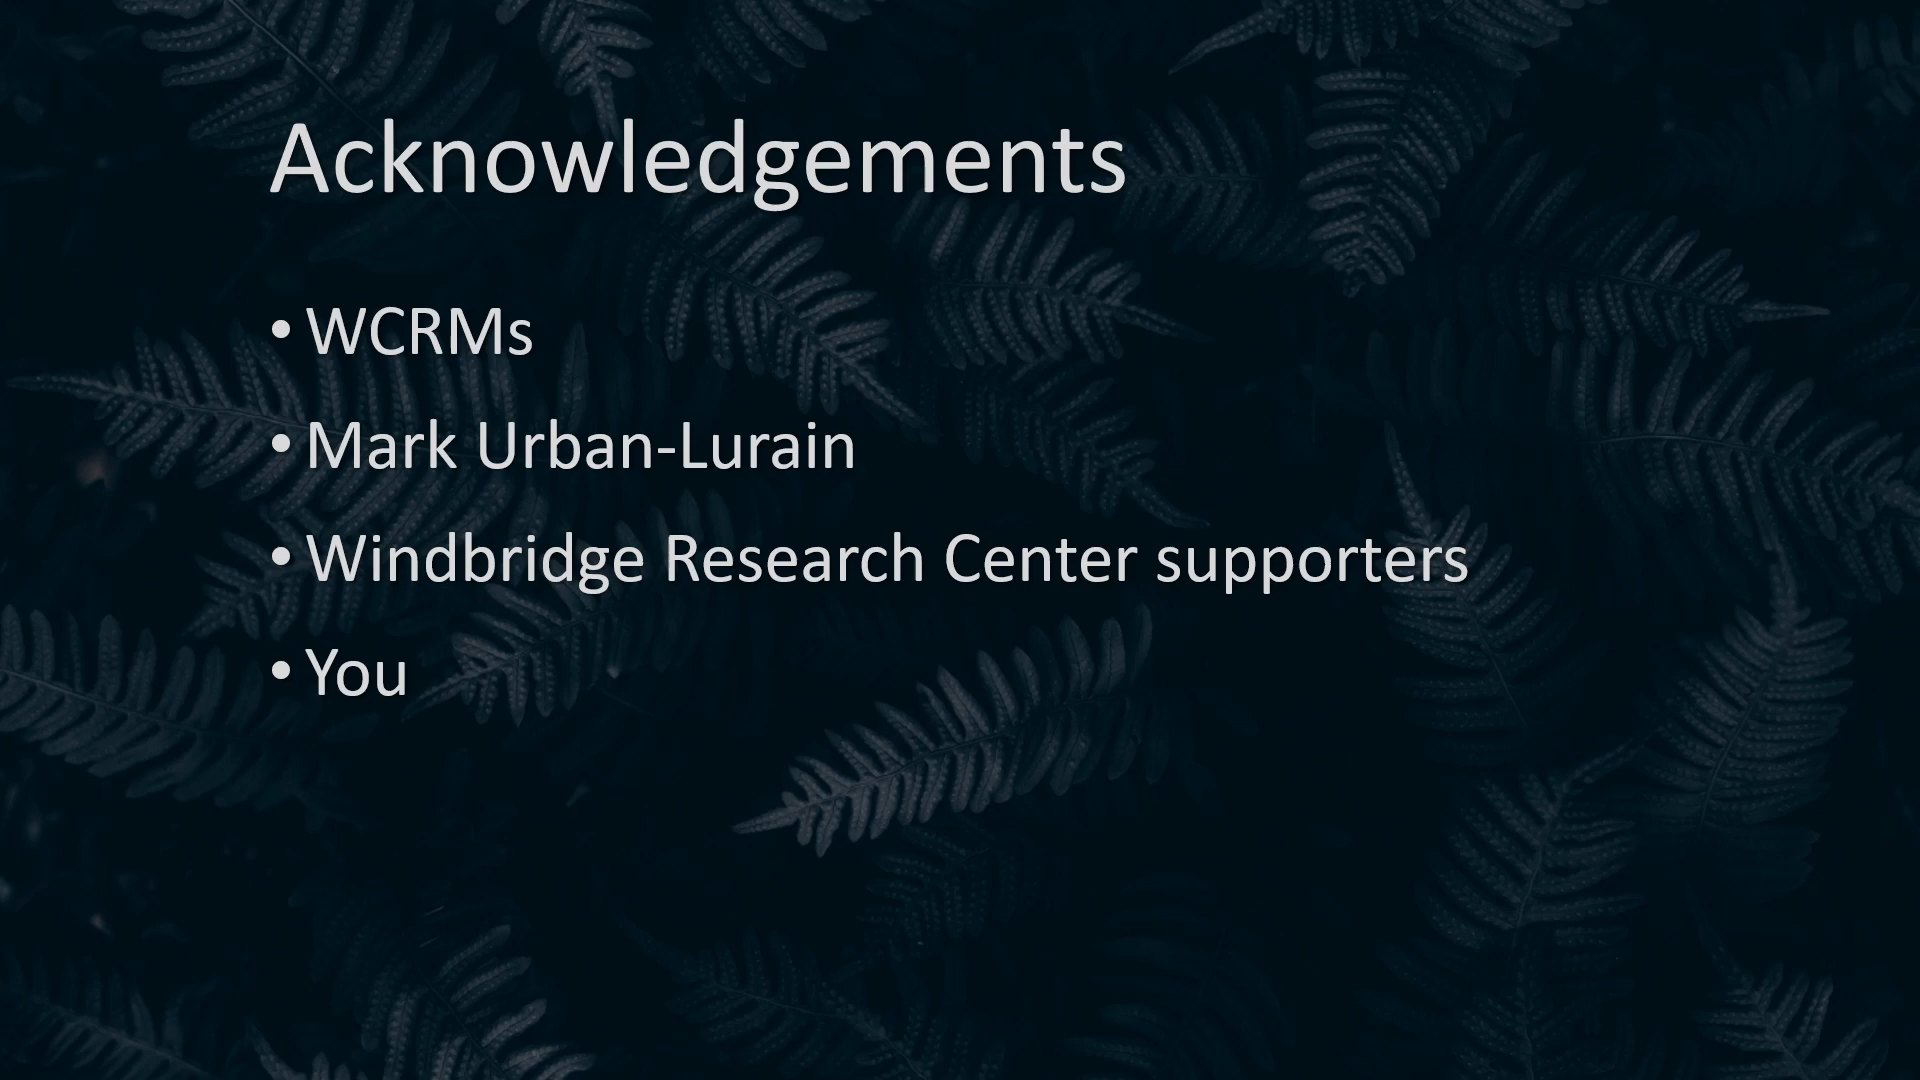 Acknowledgements
• WCRMs
• Mark Urban-Lurain
• Windbridge Research Center supporters
• You